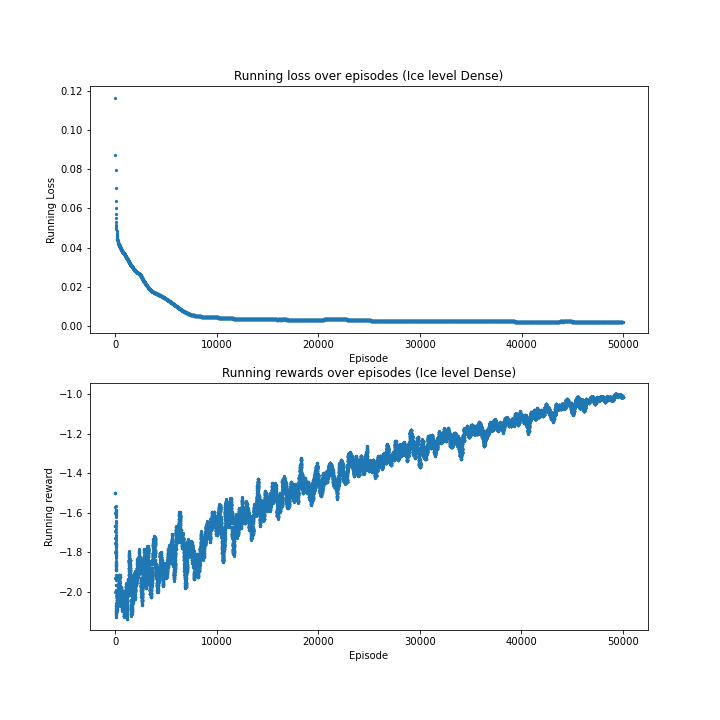 Running loss over episodes (Ice level Dense)
0.12
0.10
0.08
0.06
0.04
0.02
0.00
Running Loss
0 10000 20000 30000 40000 50000
Episode
Running rewards over episodes (Ice level Dense)
−1.0
−1.2
−1.4
−1.6
−1.8
−2.0
Running reward
0 10000 20000 30000 40000 50000
Episode